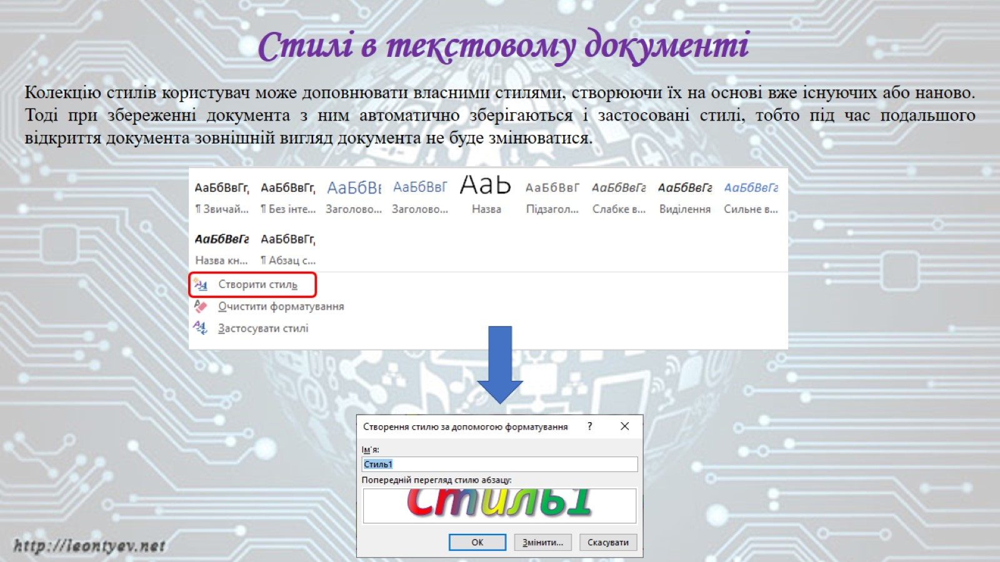 Стилі в текстовому документі
Колекцію стилів користувач може доповнювати власними стилями, створюючи їх на основі вже існуючих або наново.
Тоді при збереженні документа з ним автоматично зберігаються і застосовані стилі, тобто під час подальшого
відкриття документа зовнішній вигляд документа не буде змінюватися.
АаБбВвГг, АаБбВвГг, АаБбВ АаБбВвГ АаЬ АаБбВвГ АаБбВвГг АаБбВвГг АаБбВвГг
¶ Звичай... ¶ Без інте... Заголово... Заголово... Назва Підзагол... Слабке в... Виділення Сильне в...
АаБбВвГг АаБбВвГг,
Назва кн... ¶ Абзац с...
Створити стиль
Очистити форматування
Застосувати стилі
Створення стилю за допомогою форматування ?
Ім'я:
Стиль1
Попередній перегляд стилю абзацу:
Стиль1
ОК Змінити... Скасувати
http://leontyev.net